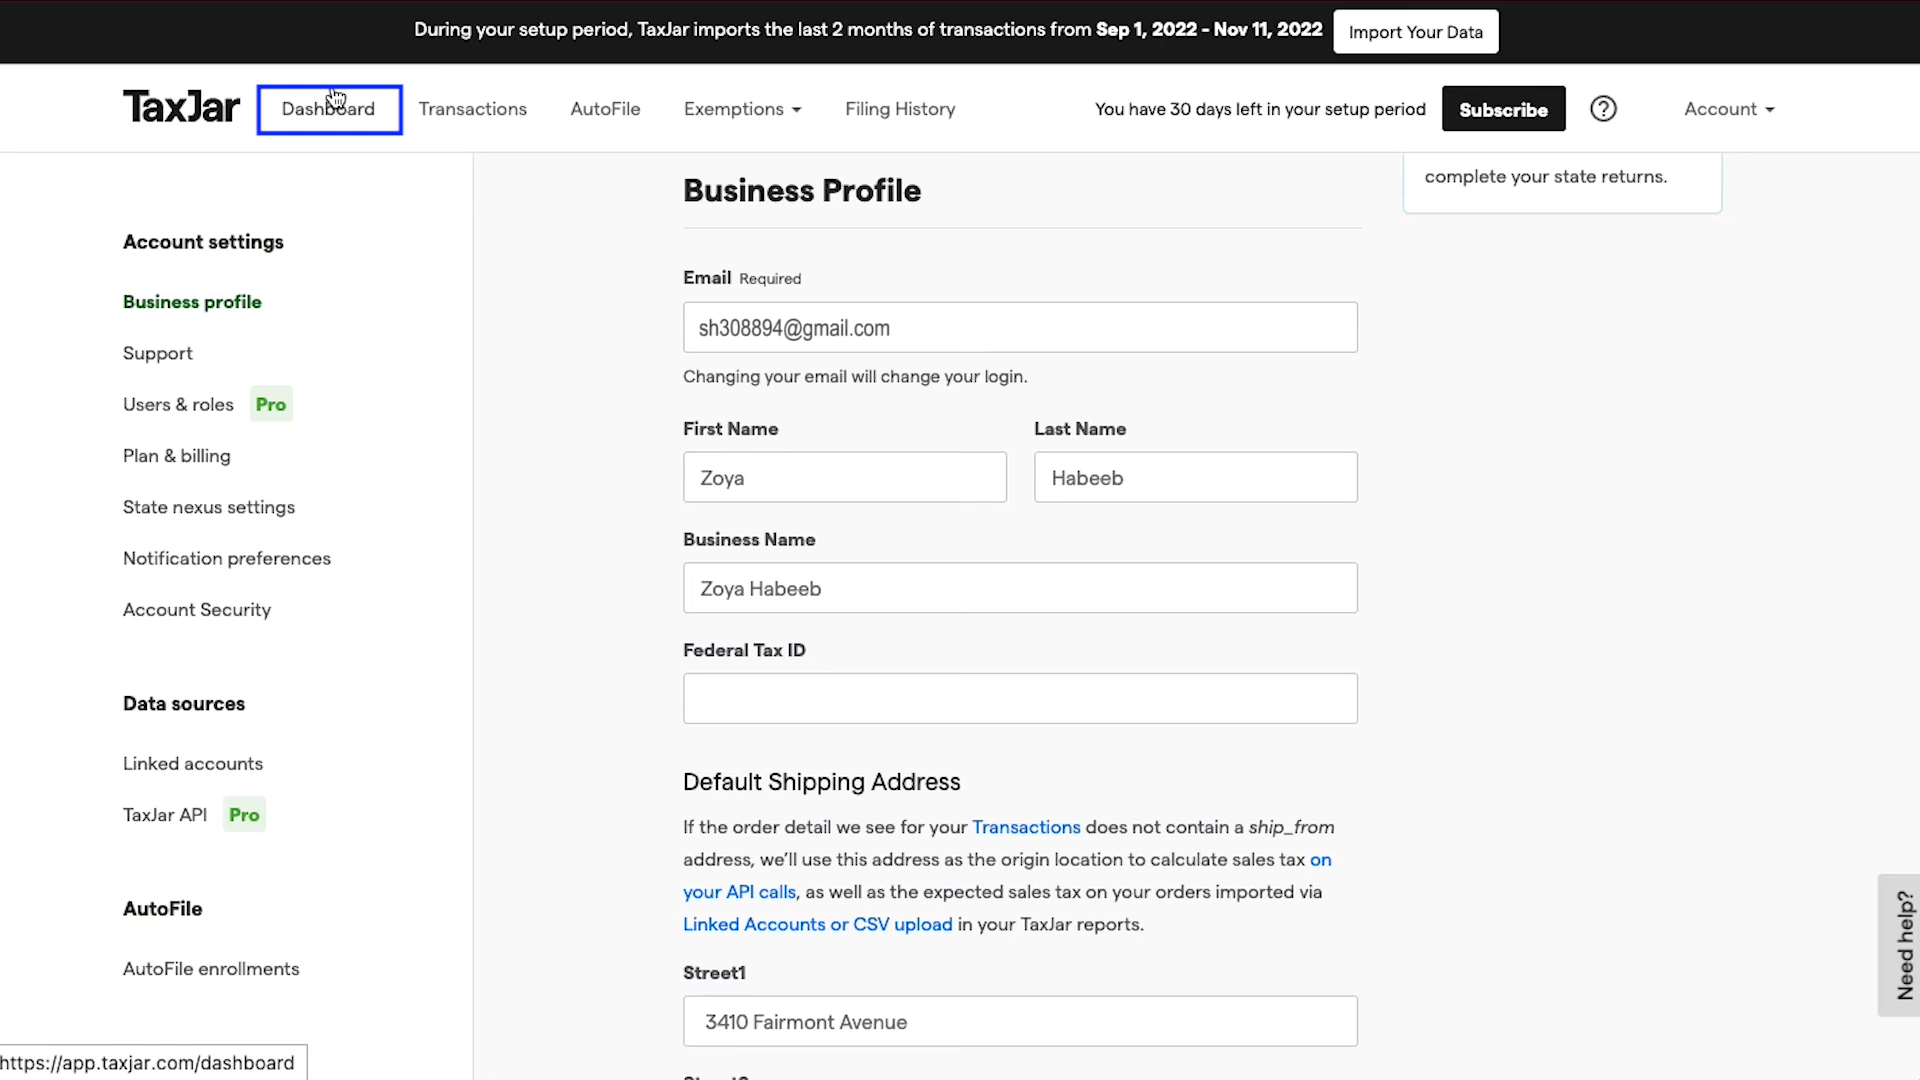 During your setup period, TaxJar imports the last 2 months of transactions from Sep 1, 2022 - Nov 11, 2022 Import Your Data
TaxJar Dashboard Transactions AutoFile Exemptions Filing History You have 30 days left in your setup period Subscribe ? Account
complete your state returns.
Account settings
Business profile
Support
Users & roles Pro
Plan & billing
State nexus settings
Notification preferences
Account Security
Data sources
Linked accounts
TaxJar API Pro
AutoFile
AutoFile enrollments
Business Profile
Email Required
sh308894@gmail.com
Changing your email will change your login.
First Name Last Name
Zoya Habeeb
Business Name
Zoya Habeeb
Federal Tax ID
Default Shipping Address
If the order detail we see for your Transactions does not contain a ship_from
address, we'll use this address as the origin location to calculate sales tax on
your API calls, as well as the expected sales tax on your orders imported via
Linked Accounts or CSV upload in your TaxJar reports.
Street1
3410 Fairmont Avenue
Need help?
https://app.taxjar.com/dashboard